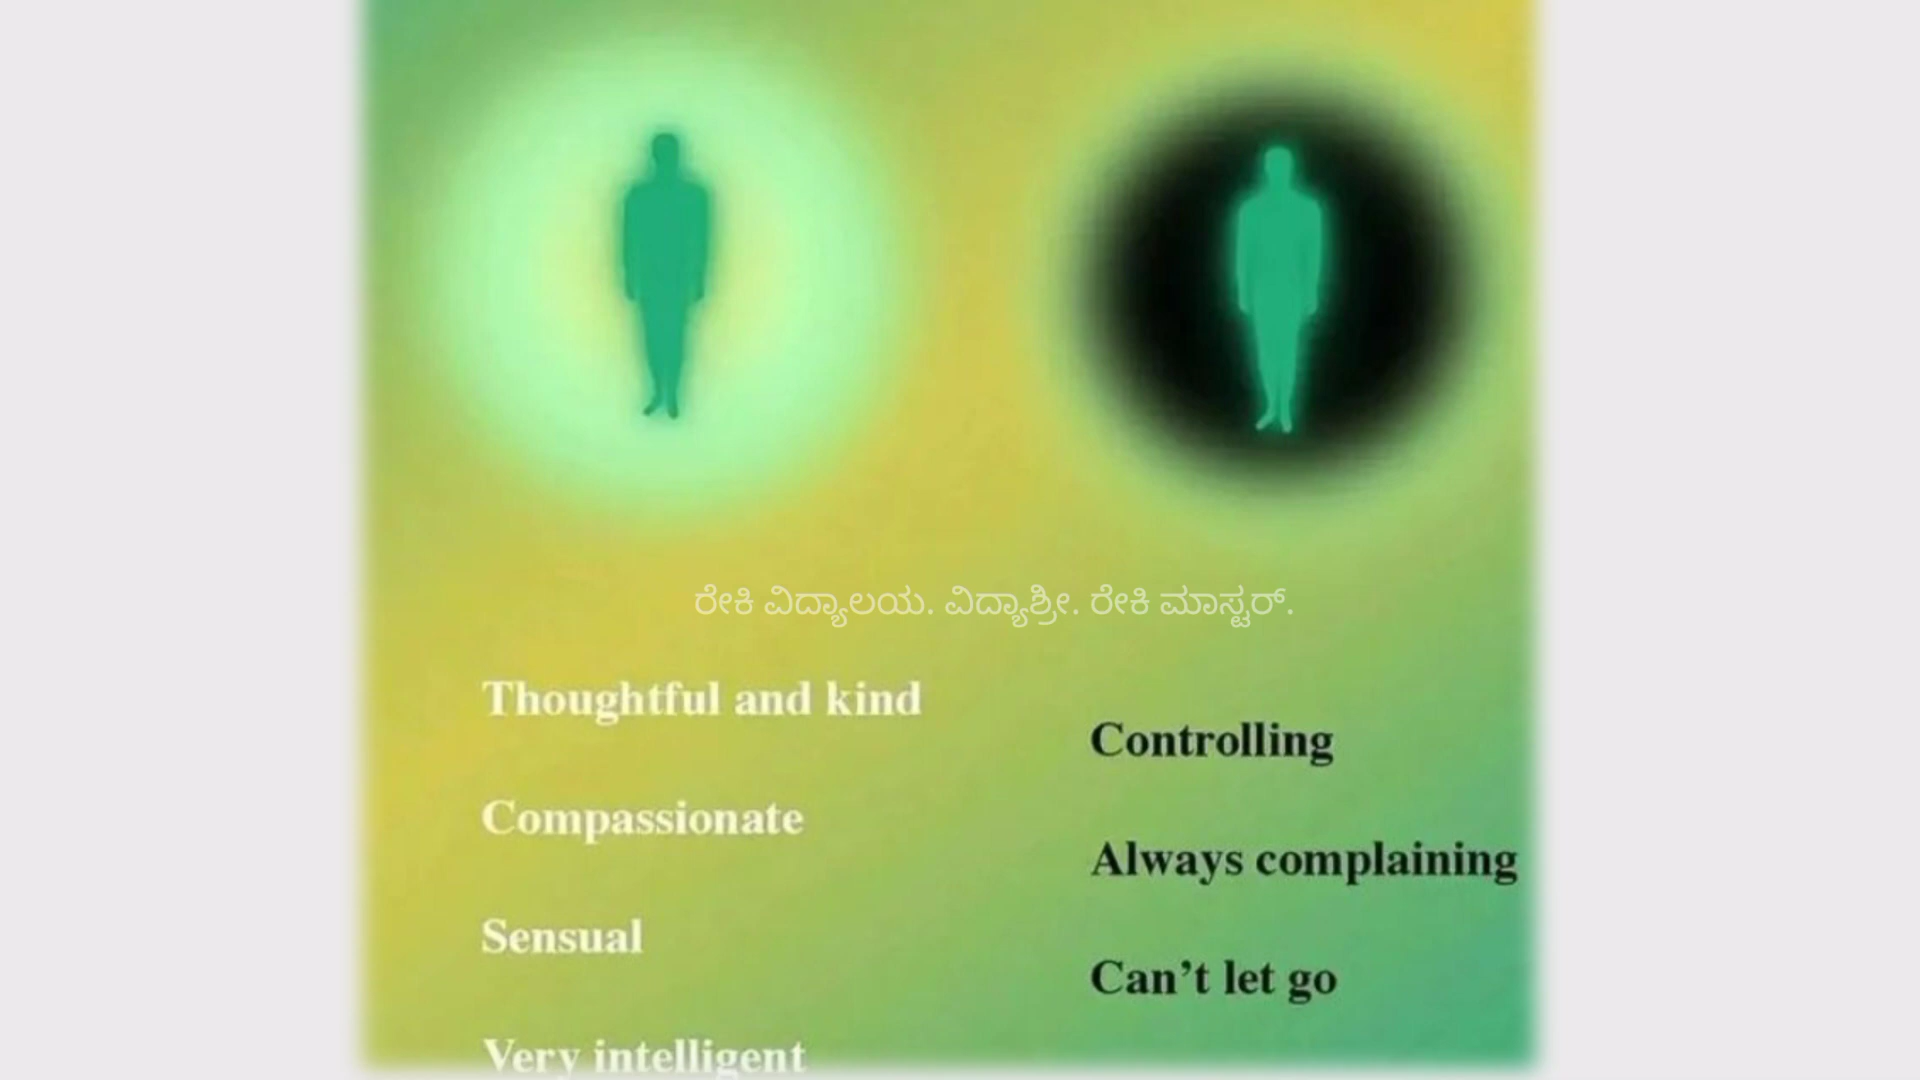 ರೇಕಿ ವಿದ್ಯಾಲಯ. ವಿದ್ಯಾಶ್ರೀ. ರೇಕಿ ಮಾಸ್ಟರ್.
Thoughtful and kind
Compassionate
Sensual
Very intelligent
Controlling
Always complaining
Can’t let go